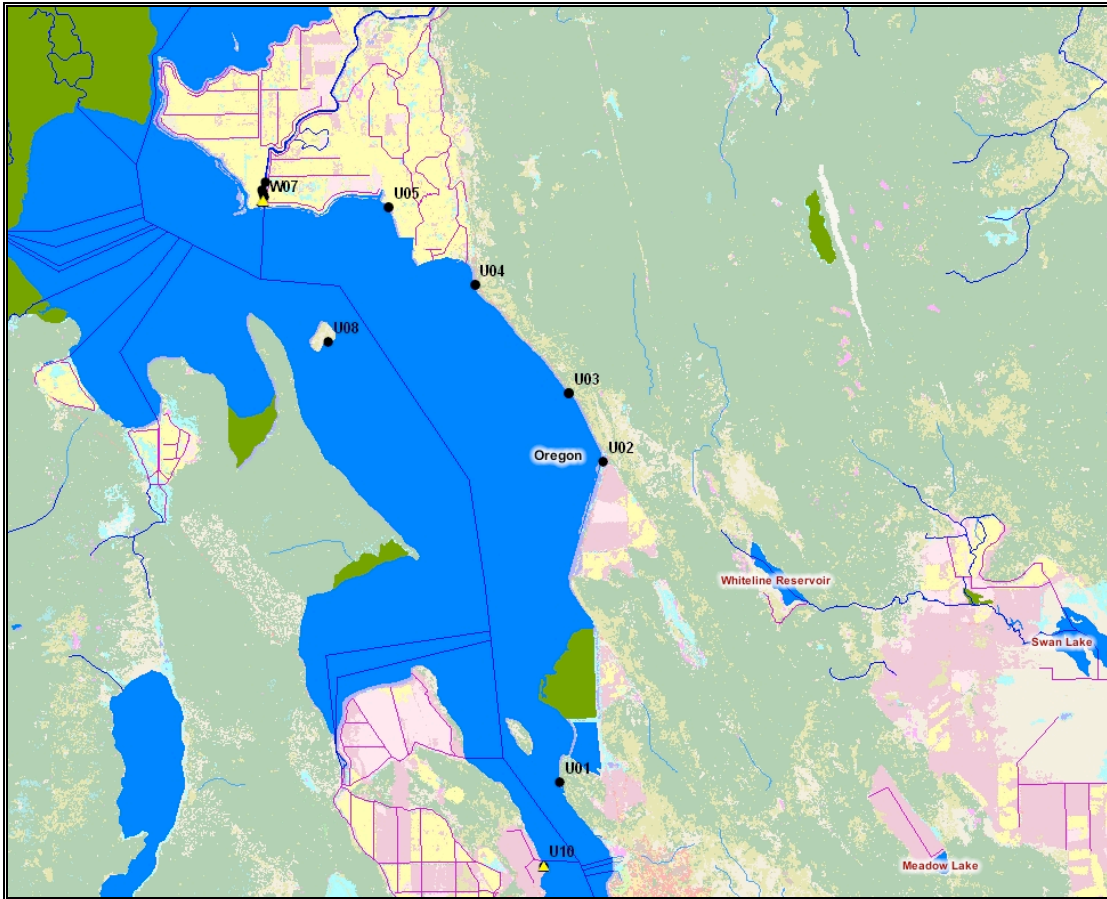 W07
U05
U04
U08
U03
U02
Oregon
Whiteline Reservoir
Swan Lake
U01
U10
Meadow Lake